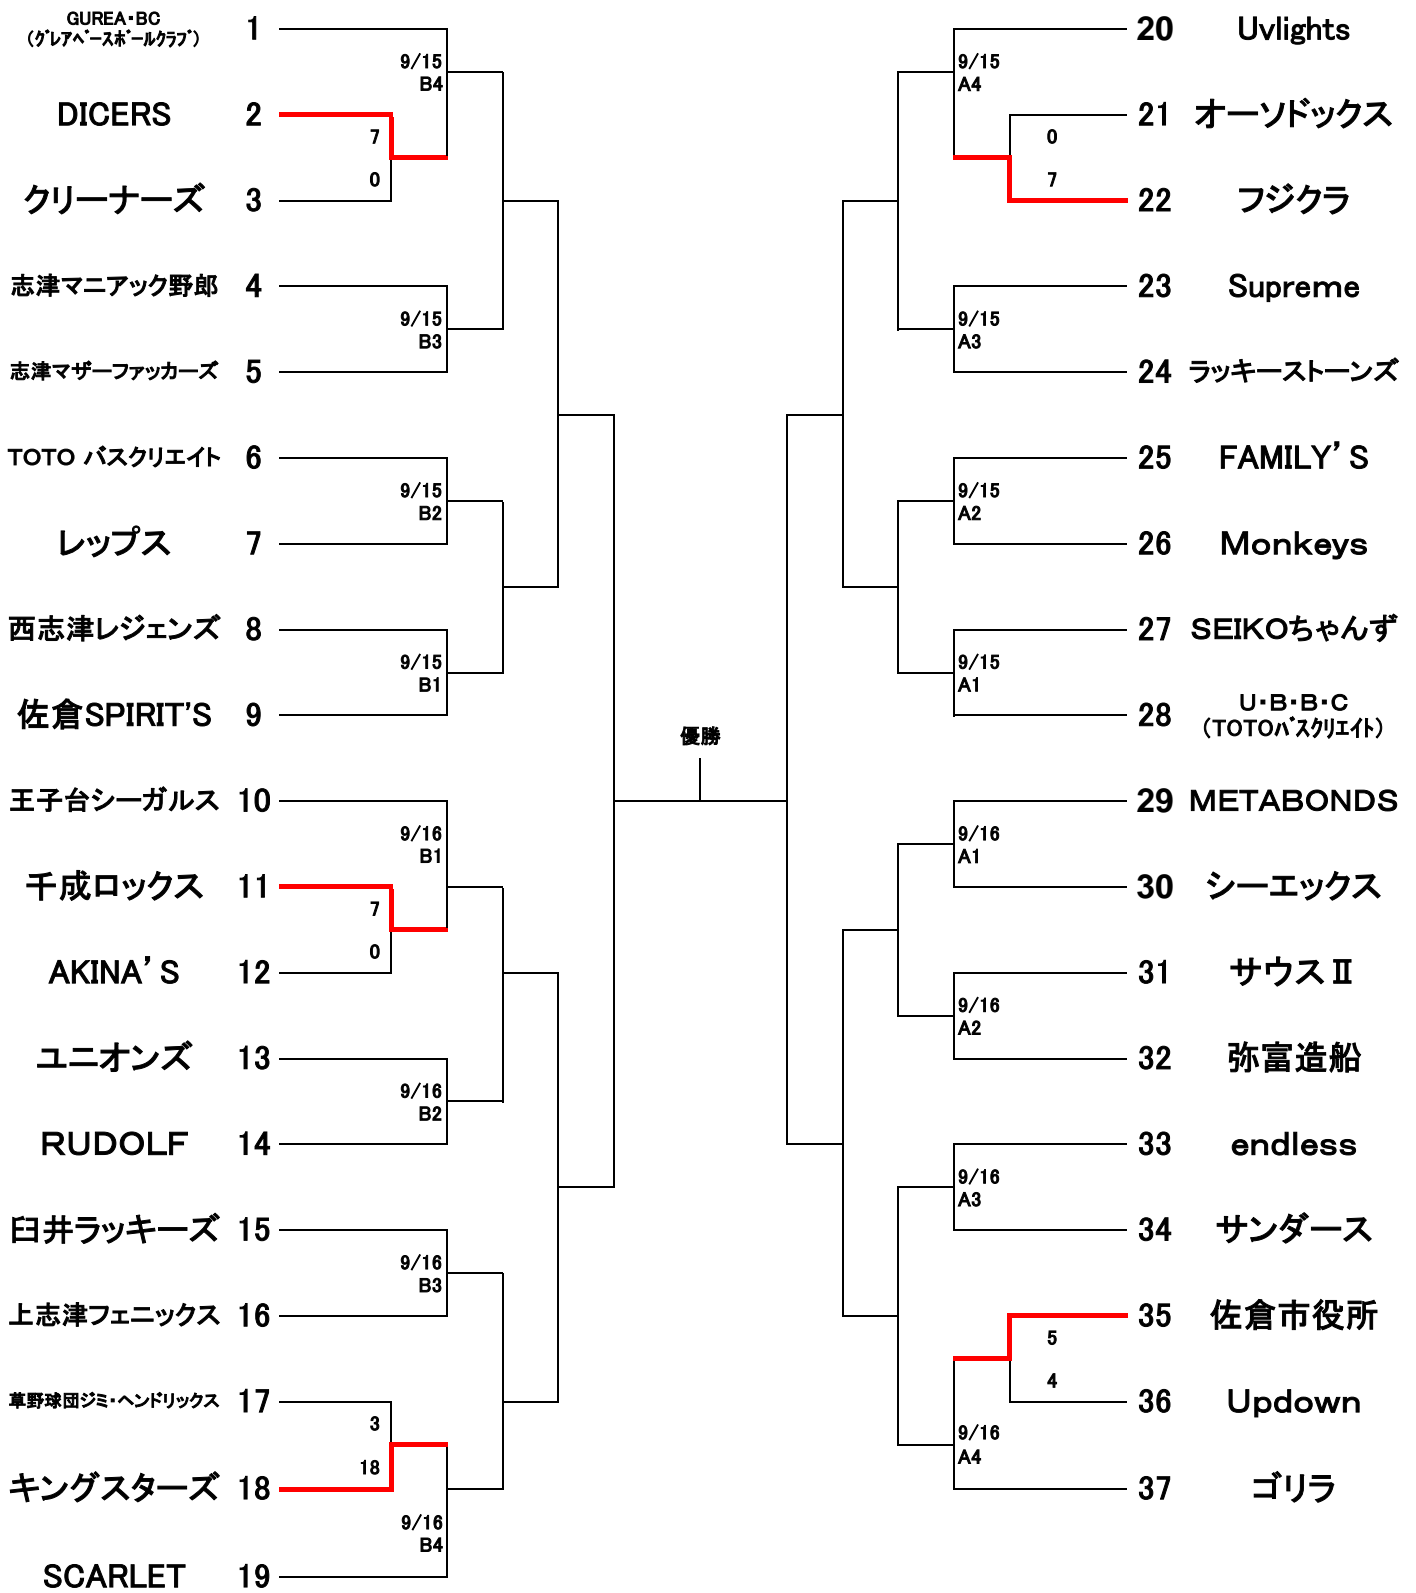 GUREA・BC
(グレアベースボールクラブ) 1
9/15
B4
DICERS 2
7
0
クリーナーズ 3
志津マニアック野郎 4
9/15
B3
志津マザーファッカーズ 5
TOTO バスクリエイト 6
9/15
B2
レップス 7
西志津レジェンズ 8
9/15
B1
佐倉SPIRIT'S 9
王子台シーガルス 10
9/16
B1
千成ロックス 11
7
0
AKINA’S 12
ユニオンズ 13
9/16
B2
RUDOLF 14
臼井ラッキーズ 15
9/16
B3
上志津フェニックス 16
草野球団ジミ・ヘンドリックス 17
3
18
キングスターズ 18
9/16
B4
SCARLET 19
優勝
20 Uvlights
9/15
A4
21 オーソドックス
0
7
22 フジクラ
23 Supreme
9/15
A3
24 ラッキーストーンズ
25 FAMILY’S
9/15
A2
26 Monkeys
27 SEIKOちゃんず
9/15
A1
28 U・B・B・C
(TOTOバスクリエイト)
29 METABONDS
9/16
A1
30 シーエックス
31 サウスⅡ
9/16
A2
32 弥富造船
33 endless
9/16
A3
34 サンダース
35 佐倉市役所
5
4
36 Updown
9/16
A4
37 ゴリラ